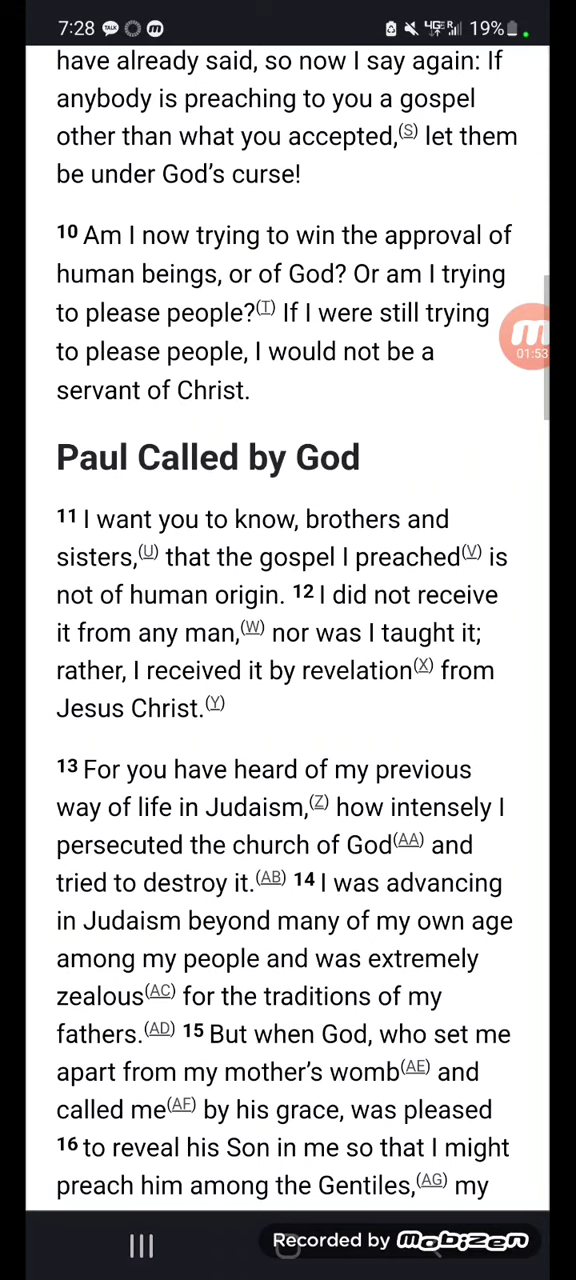 7:28 TALK m 4GE R 19%
have already said, so now I say again: If
anybody is preaching to you a gospel
other than what you accepted,(S) let them
be under God’s curse!
10 Am I now trying to win the approval of
human beings, or of God? Or am I trying
to please people?(T) If I were still trying
m
to please people, I would not be a
01:53
servant of Christ.
Paul Called by God
11 I want you to know, brothers and
sisters,(U) that the gospel I preached(V) is
not of human origin. 12 I did not receive
it from any man,(W) nor was I taught it;
rather, I received it by revelation(X) from
Jesus Christ.(Y)
13 For you have heard of my previous
way of life in Judaism,(Z) how intensely I
persecuted the church of God(AA) and
tried to destroy it.(AB) 14 I was advancing
in Judaism beyond many of my own age
among my people and was extremely
zealous(AC) for the traditions of my
fathers.(AD) 15 But when God, who set me
apart from my mother’s womb(AE) and
called me(AF) by his grace, was pleased
16 to reveal his Son in me so that I might
preach him among the Gentiles,(AG) my
Recorded by Mobizen